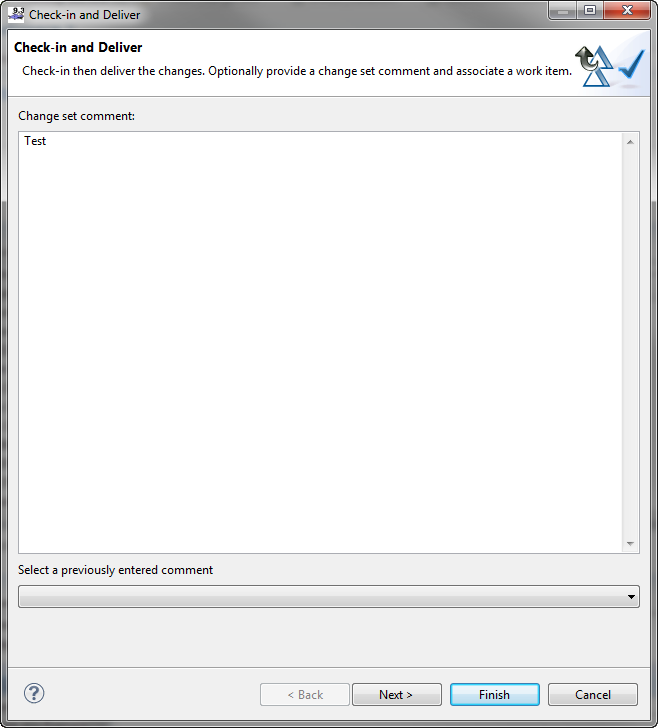 9.3 Check-in and Deliver
Check-in and Deliver
Check-in then deliver the changes. Optionally provide a change set comment and associate a work item.
Change set comment:
Test
Select a previously entered comment
?
< Back Next > Finish Cancel